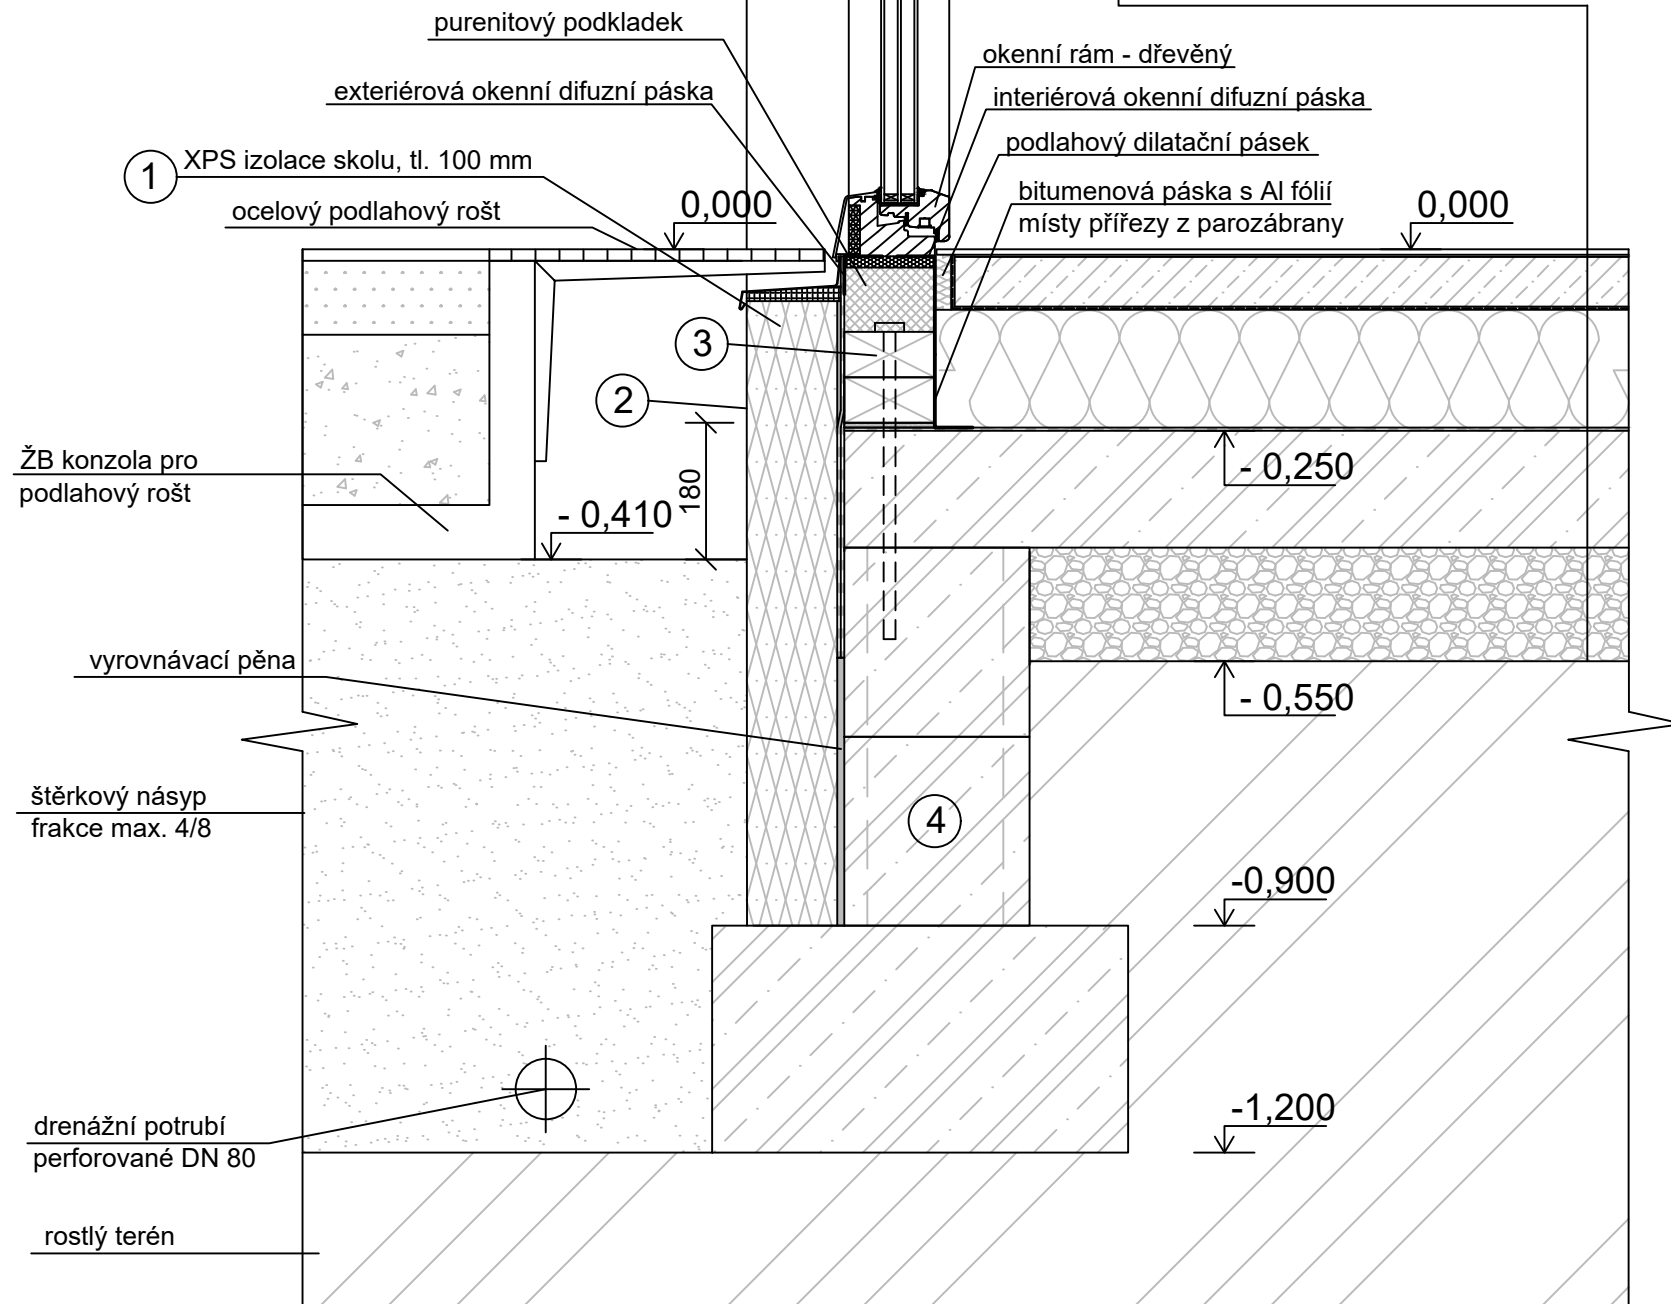 purenitový podkladek
okenní rám - dřevěný
exteriérová okenní difuzní páska
interiérová okenní difuzní páska
podlahový dilatační pásek
1
XPS izolace skolu, tl. 100 mm
bitumenová páska s Al fólií
místy přířezy z parozábrany
ocelový podlahový rošt
0,000
0,000
3
2
ŽB konzola pro
podlahový rošt
- 0,410
180
- 0,250
vyrovnávací pěna
- 0,550
štěrkový násyp
frakce max. 4/8
4
-0,900
-1,200
drenážní potrubí
perforované DN 80
rostlý terén